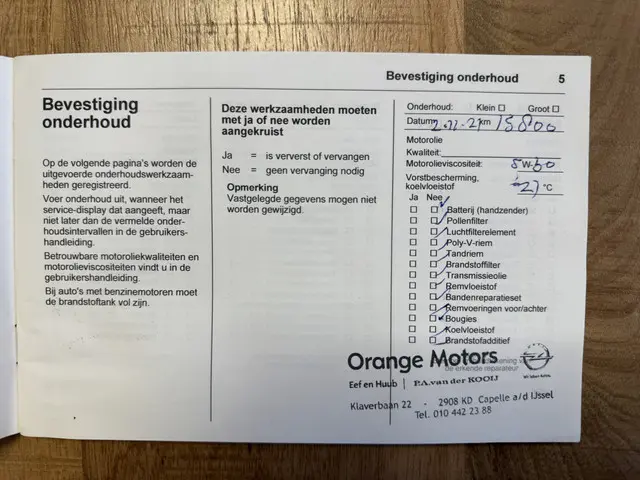 Bevestiging onderhoud 5
Bevestiging
onderhoud
Op de volgende pagina's worden de
uitgevoerde onderhoudswerkzaam-
heden geregistreerd.
Voer onderhoud uit, wanneer het
service-display dat aangeeft, maar
niet later dan de vermelde onder-
houdsintervallen in de gebruikers-
handleiding.
Betrouwbare motoroliekwaliteiten en
motorolieviscositeiten vindt u in de
gebruikershandleiding.
Bij auto's met benzinemotoren moet
de brandstoftank vol zijn.
Deze werkzaamheden moeten
met ja of nee worden
aangekruist
Ja = is ververst of vervangen
Nee = geen vervanging nodig
Opmerking
Vastgelegde gegevens mogen niet
worden gewijzigd.
Onderhoud: Klein Groot
Datum km 15800
Motorolie
Kwaliteit:
Motorolieviscositeit: 5W-
Vorstbescherming,
koelvloeistof °C
Ja Nee
Batterij (handzender)
Pollenfilter
Luchtfilterelement
Poly-V-riem
Tandriem
Brandstoffilter
Transmissieolie
Remvloeistof
Bandenreparatieset
Remvoeringen voor/achter
Bougies
Koelvloeistof
Brandstofadditief
de erkende reparateur
Orange Motors
Eef en Huub | P.A. van der KOOIJ
Klaverbaan 22 - 2908 KD Capelle a/d IJssel
Tel. 010 442 23 88